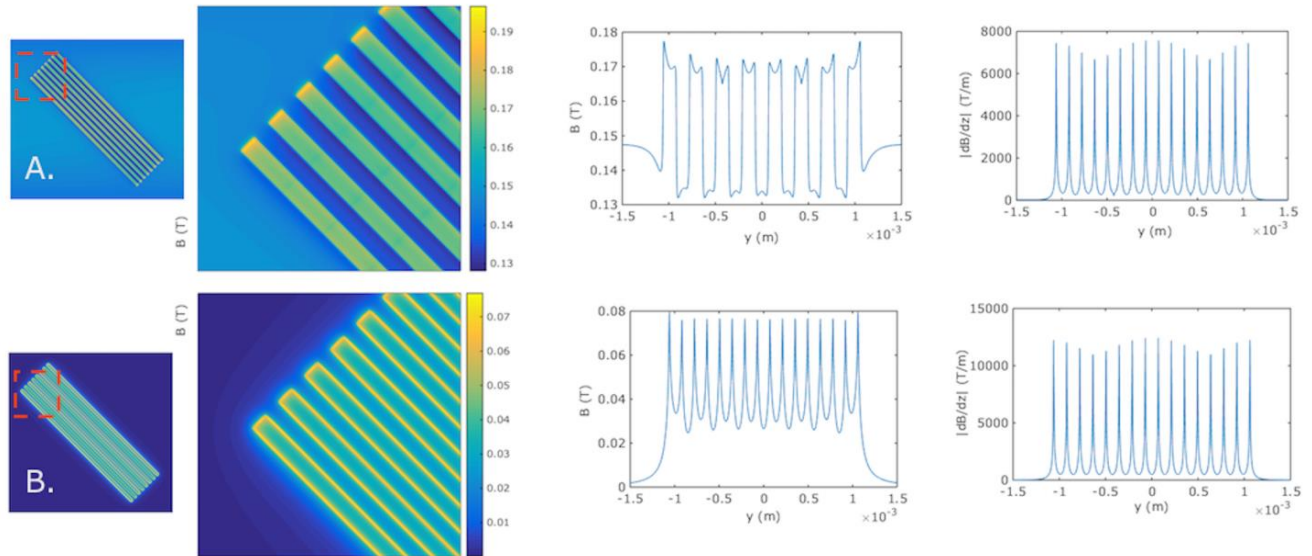 A.
B (T)
0.19
0.18
0.17
0.16
0.15
0.14
0.13
B (T)
0.18
0.17
0.16
0.15
0.14
0.13
-1.5 -1 -0.5 0 0.5 1 1.5
y (m)
×10⁻³
|dB/dz| (T/m)
8000
6000
4000
2000
0
-1.5 -1 -0.5 0 0.5 1 1.5
y (m)
×10⁻³
B.
B (T)
0.07
0.06
0.05
0.04
0.03
0.02
0.01
B (T)
0.08
0.06
0.04
0.02
0
-1.5 -1 -0.5 0 0.5 1 1.5
y (m)
×10⁻³
|dB/dz| (T/m)
15000
10000
5000
0
-1.5 -1 -0.5 0 0.5 1 1.5
y (m)
×10⁻³